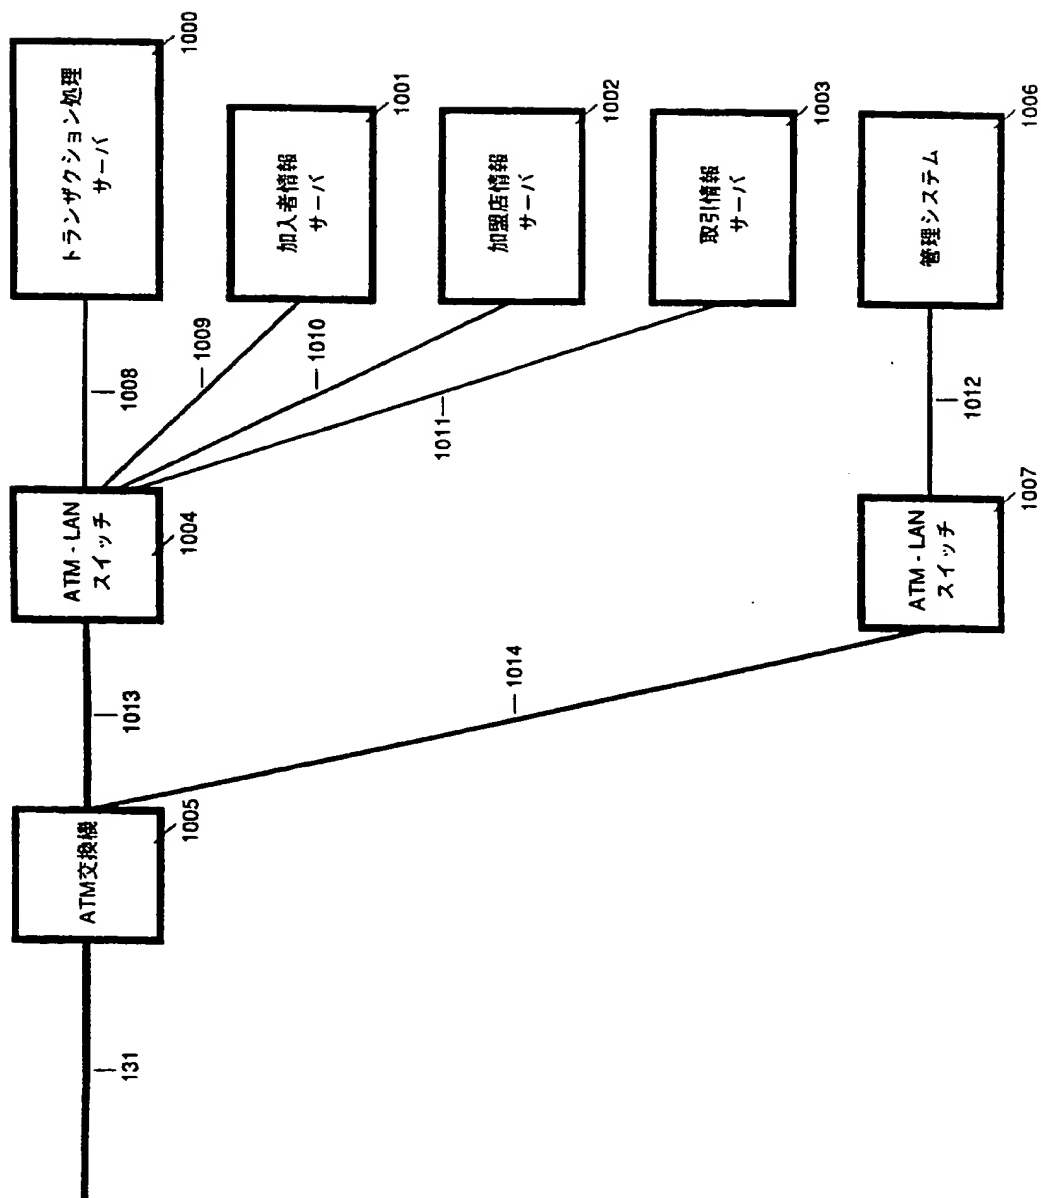 トランザクション処理
サーバ
1000
加入者情報
サーバ
1001
加盟店情報
サーバ
1002
取引情報
サーバ
1003
管理システム
1006
1008
1009
1010
1011
1012
ATM - LAN
スイッチ
1004
ATM - LAN
スイッチ
1007
1013
1014
ATM交換機
1005
131